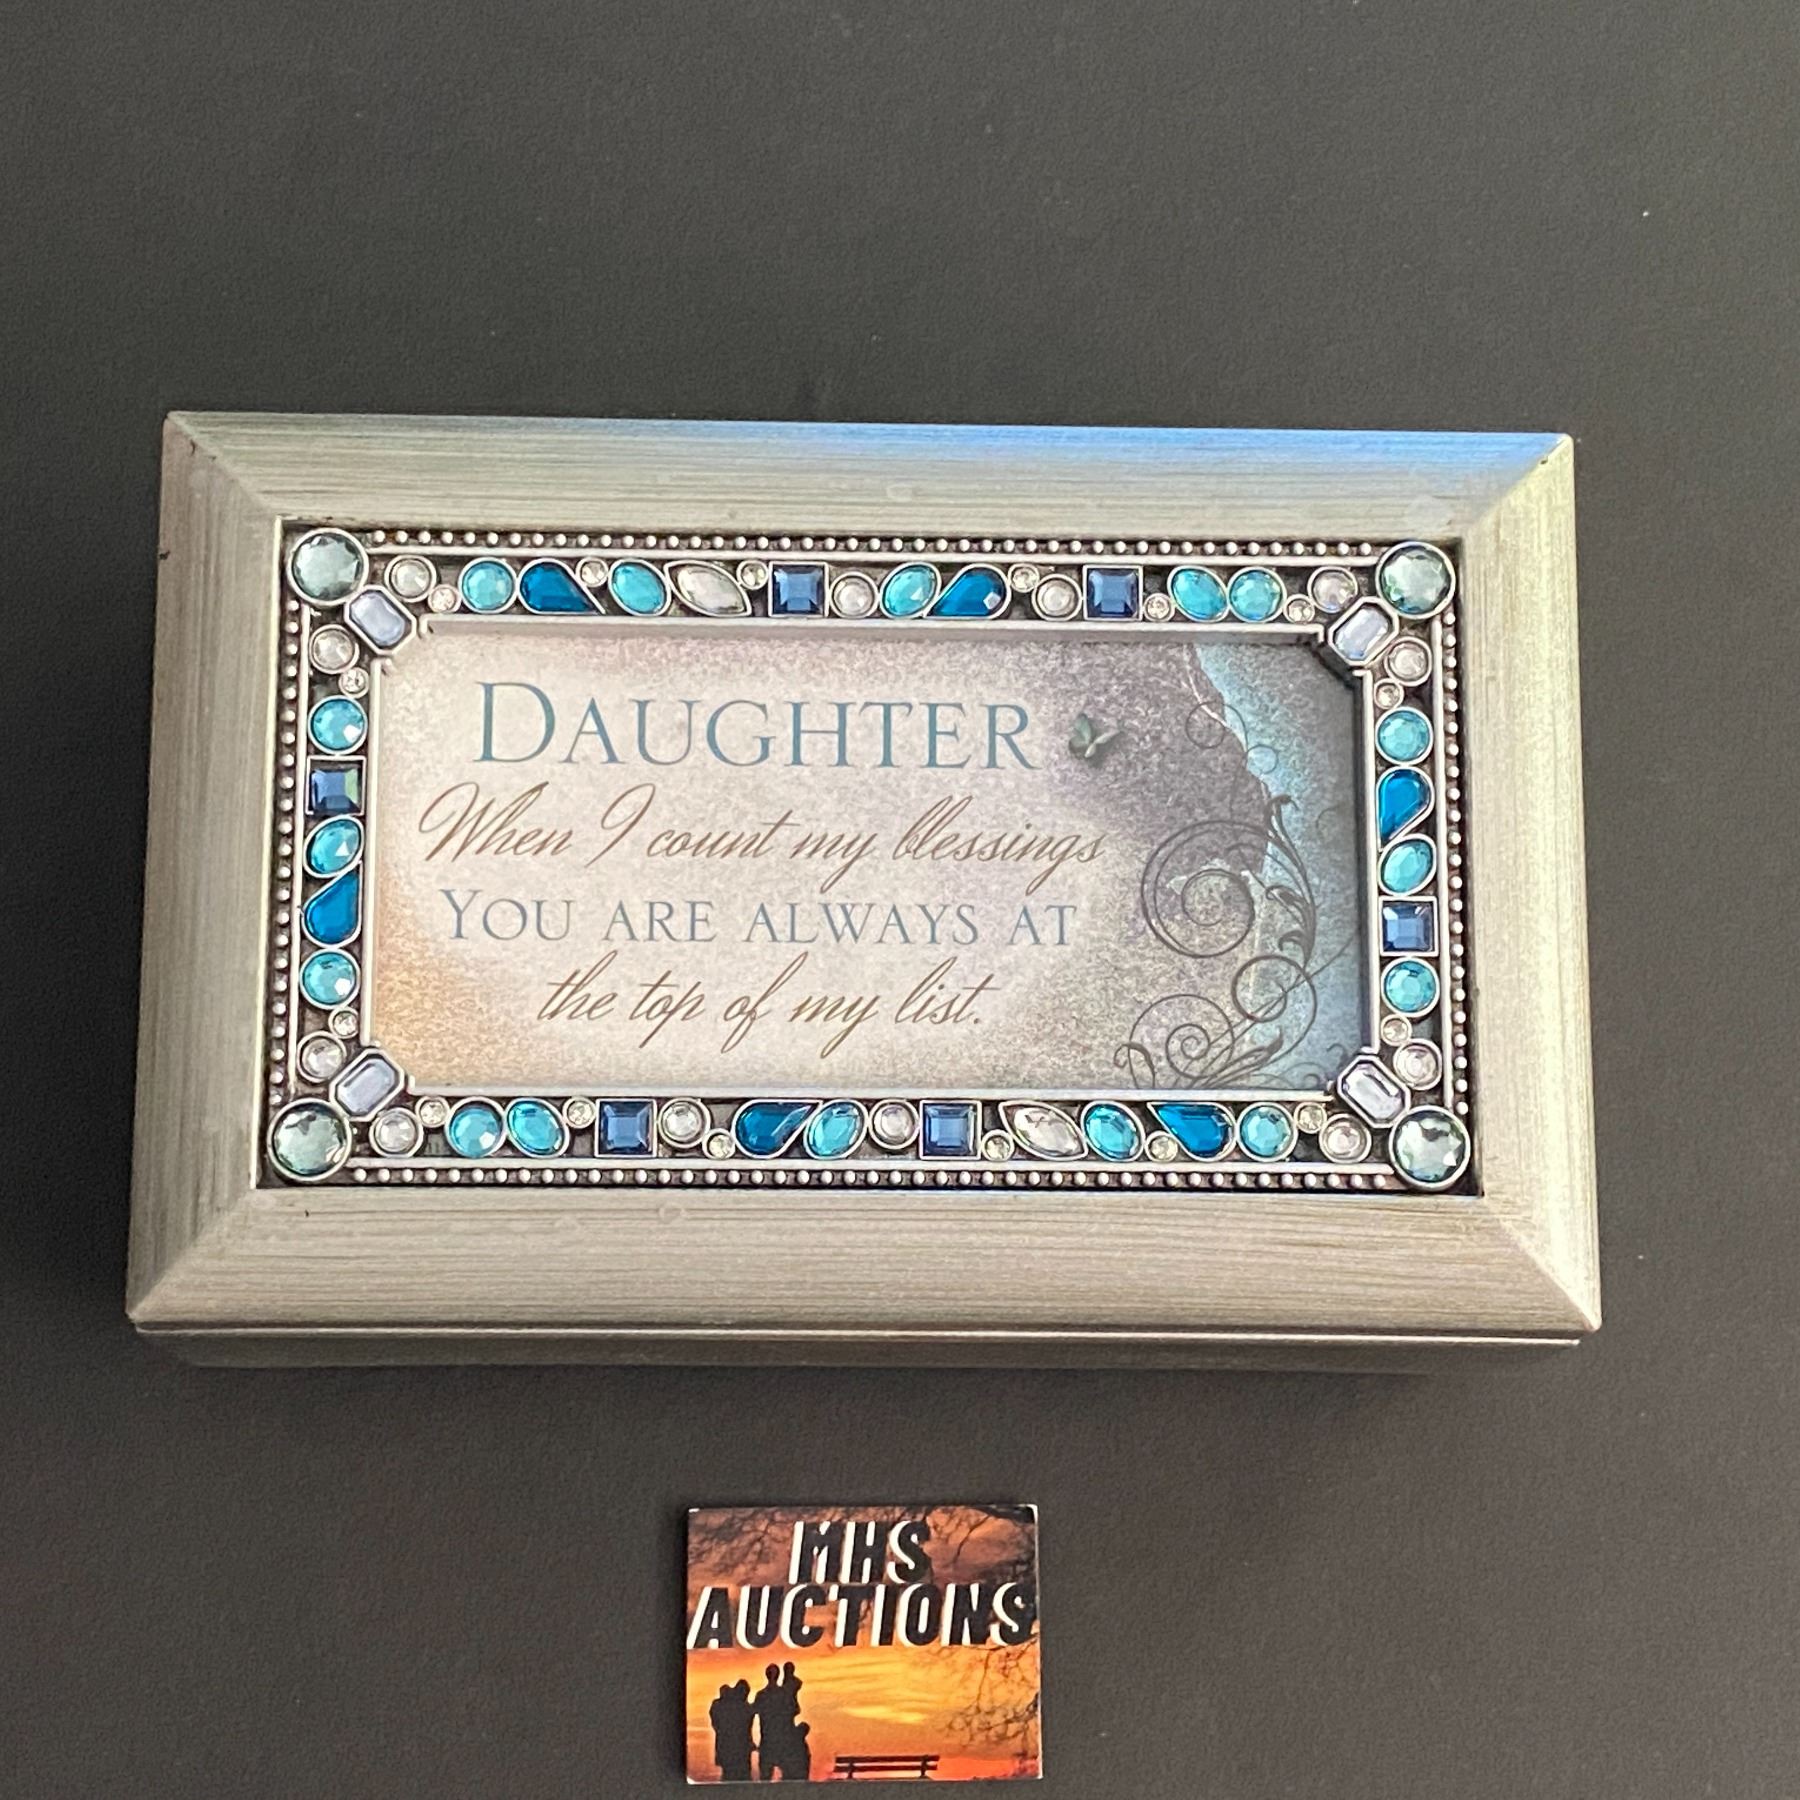 DAUGHTER
When I count my blessings
YOU ARE ALWAYS AT
the top of my list.
MHS
AUCTIONS